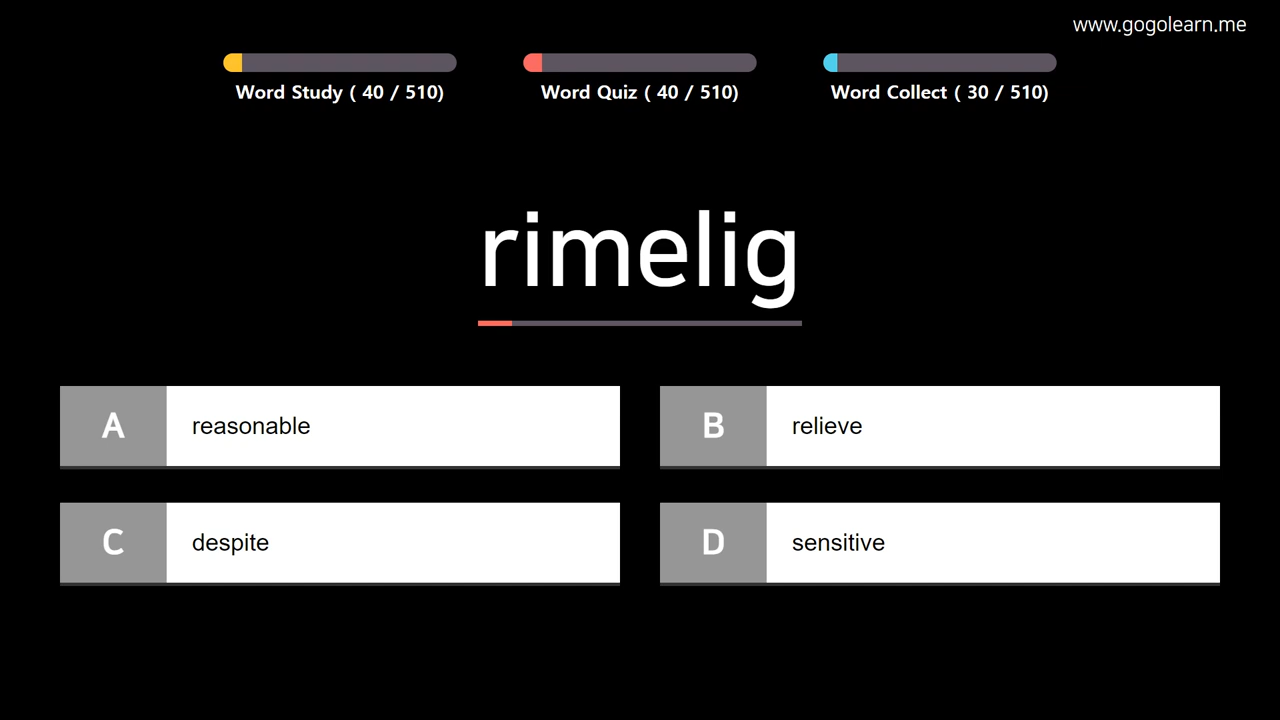 www.gogolearn.me
Word Study ( 40 / 510)
Word Quiz ( 40 / 510)
Word Collect ( 30 / 510)
rimelig
A reasonable
B relieve
C despite
D sensitive